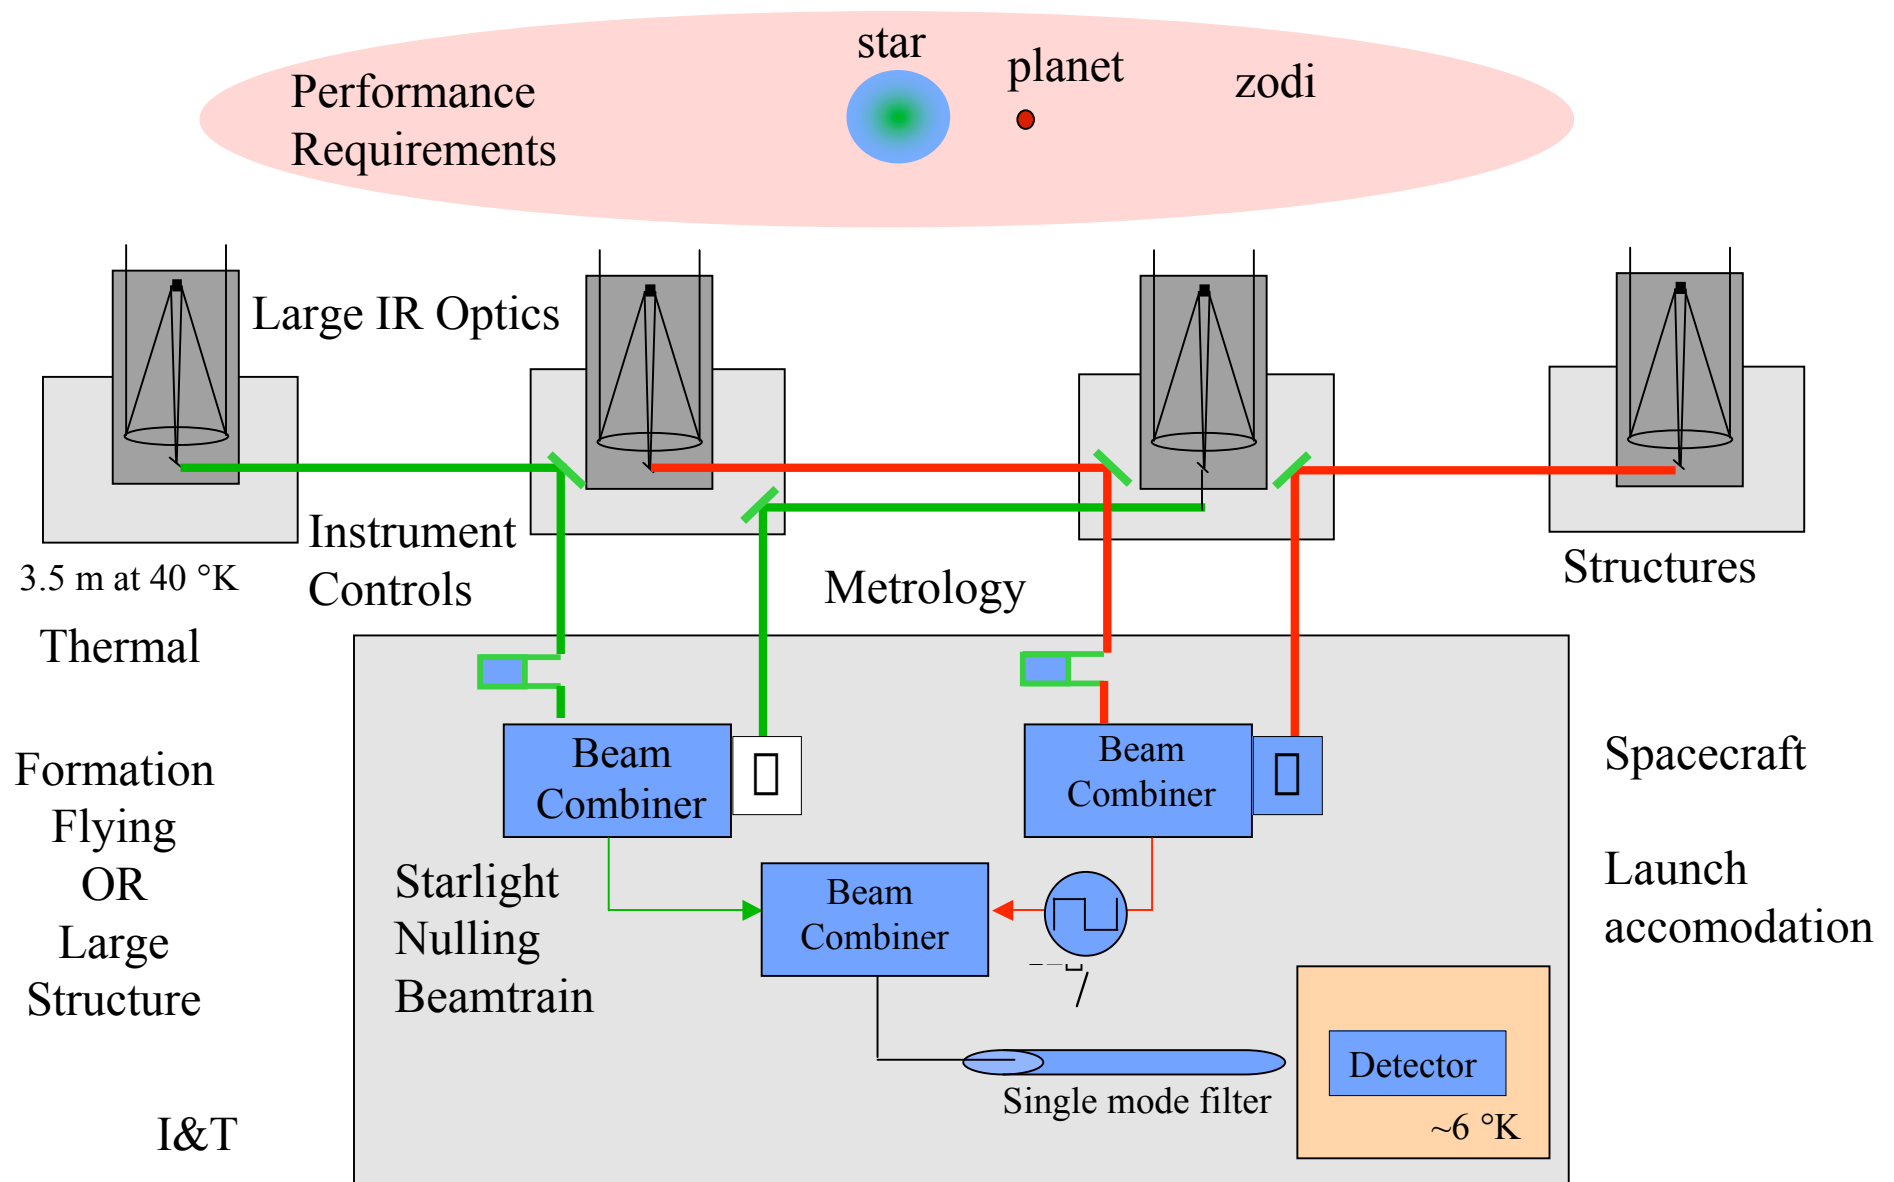 star
planet
zodi
Performance
Requirements
Large IR Optics
Instrument
Controls
3.5 m at 40 °K
Metrology
Structures
Thermal
Formation
Flying
OR
Large
Structure
Beam
Combiner
Beam
Combiner
Spacecraft
Starlight
Nulling
Beamtrain
Beam
Combiner
Launch
accomodation
Single mode filter
Detector
~6 °K
I&T